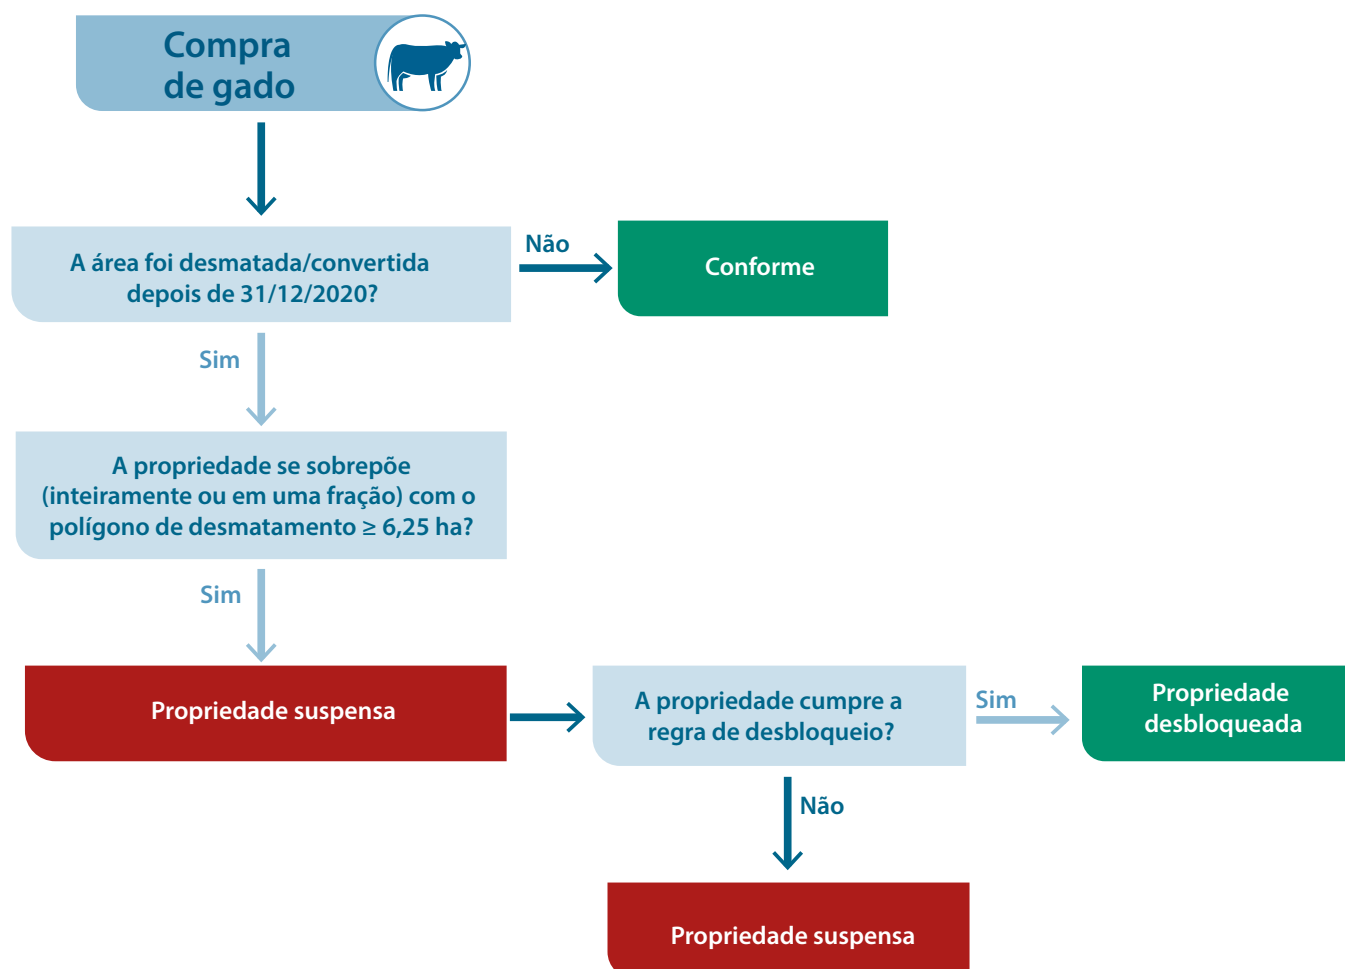 Compra
de gado
A área foi desmatada/convertida
depois de 31/12/2020?
Não
Conforme
Sim
A propriedade se sobrepõe
(inteiramente ou em uma fração) com o
polígono de desmatamento ≥ 6,25 ha?
Sim
Propriedade suspensa
A propriedade cumpre a
regra de desbloqueio?
Sim
Propriedade
desbloqueada
Não
Propriedade suspensa